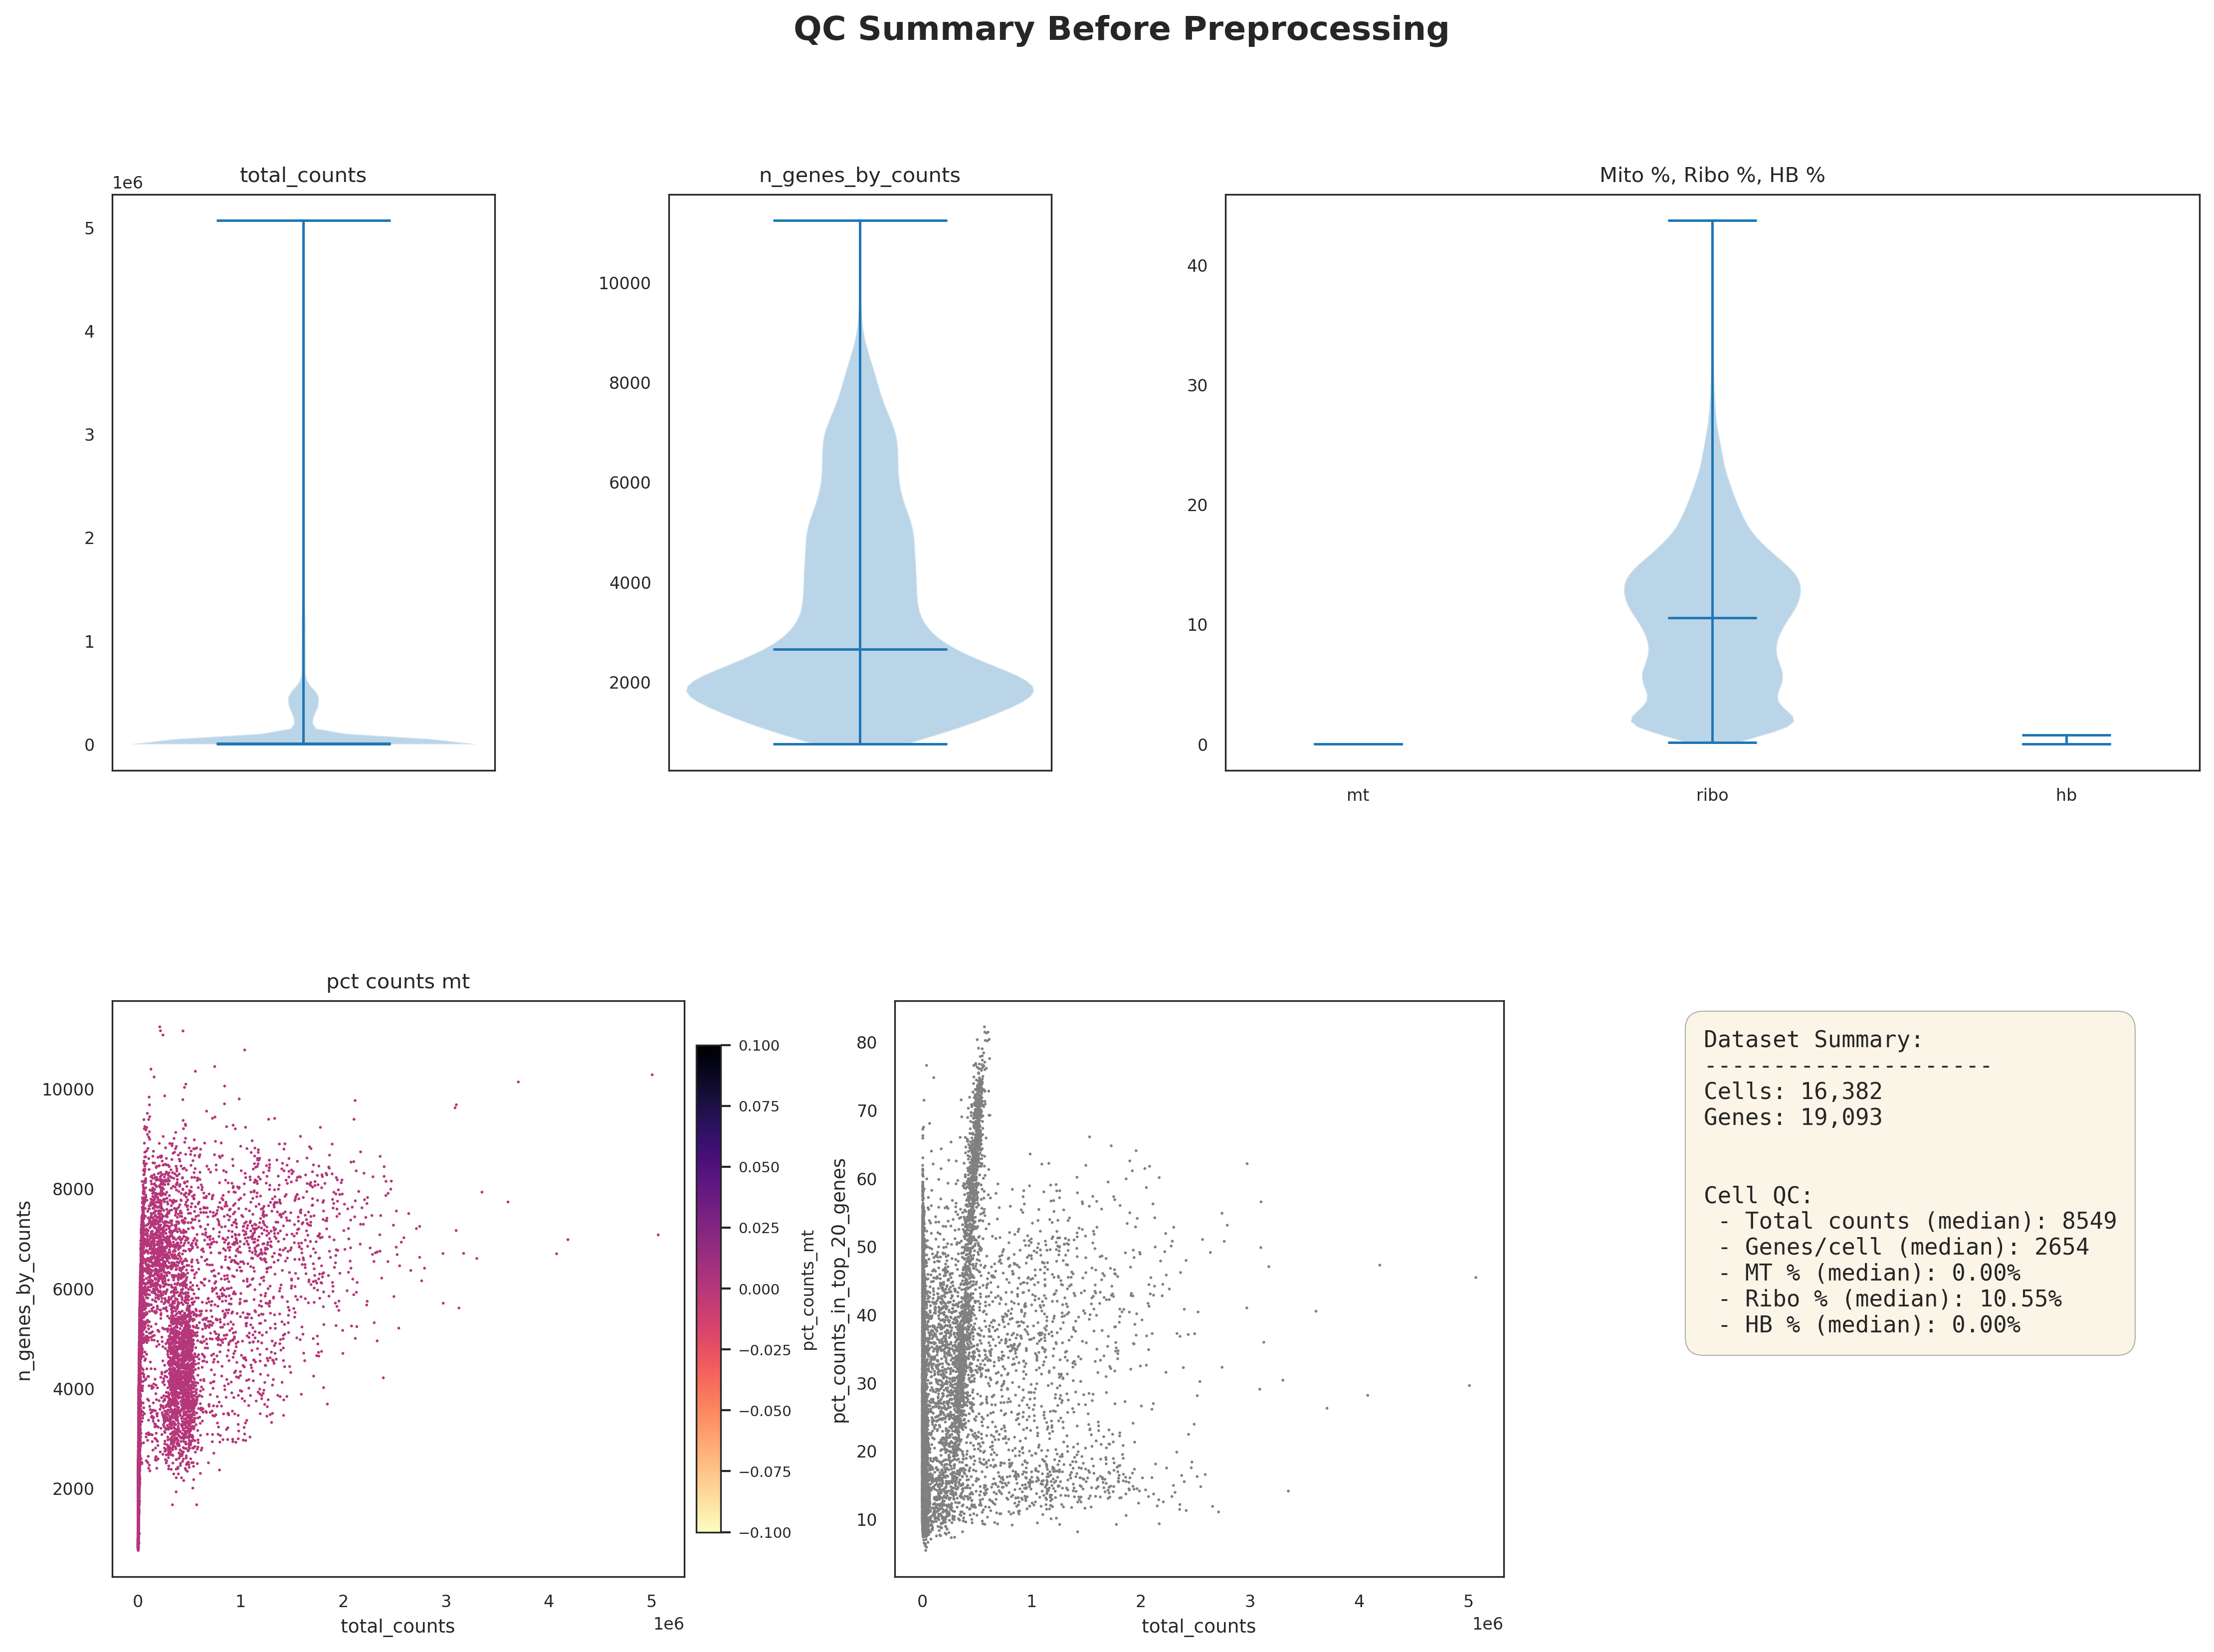 QC Summary Before Preprocessing
total_counts
1e6
5
4
3
2
1
0
n_genes_by_counts
10000
8000
6000
4000
2000
Mito %, Ribo %, HB %
40
30
20
10
0
mt
ribo
hb
pct counts mt
n_genes_by_counts
10000
8000
6000
4000
2000
0
1
2
3
4
5
1e6
total_counts
0.100
0.075
0.050
0.025
0.000
−0.025
−0.050
−0.075
−0.100
pct_counts_mt
pct_counts_in_top_20_genes
80
70
60
50
40
30
20
10
0
1
2
3
4
5
1e6
total_counts
Dataset Summary:
---------------------
Cells: 16,382
Genes: 19,093
Cell QC:
- Total counts (median): 8549
- Genes/cell (median): 2654
- MT % (median): 0.00%
- Ribo % (median): 10.55%
- HB % (median): 0.00%